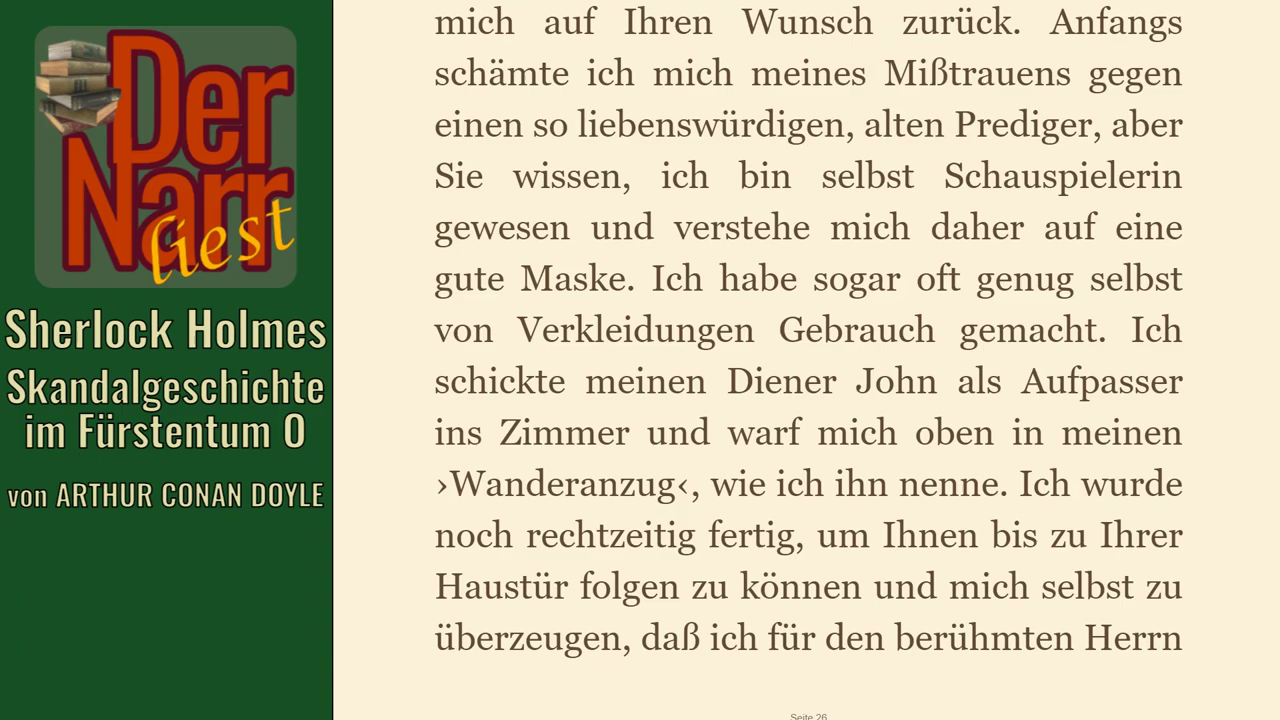 Der
Narr
liest
Sherlock Holmes
Skandalgeschichte
im Fürstentum O
von ARTHUR CONAN DOYLE
mich auf Ihren Wunsch zurück. Anfangs
schämte ich mich meines Mißtrauens gegen
einen so liebenswürdigen, alten Prediger, aber
Sie wissen, ich bin selbst Schauspielerin
gewesen und verstehe mich daher auf eine
gute Maske. Ich habe sogar oft genug selbst
von Verkleidungen Gebrauch gemacht. Ich
schickte meinen Diener John als Aufpasser
ins Zimmer und warf mich oben in meinen
›Wanderanzug‹, wie ich ihn nenne. Ich wurde
noch rechtzeitig fertig, um Ihnen bis zu Ihrer
Haustür folgen zu können und mich selbst zu
überzeugen, daß ich für den berühmten Herrn
Seite 26